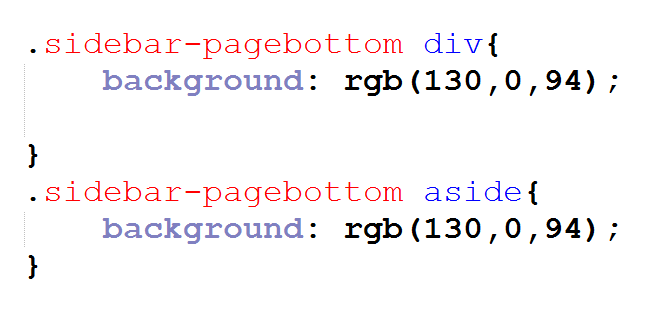 .sidebar-pagebottom div{
    background: rgb(130,0,94);
}
.sidebar-pagebottom aside{
    background: rgb(130,0,94);
}